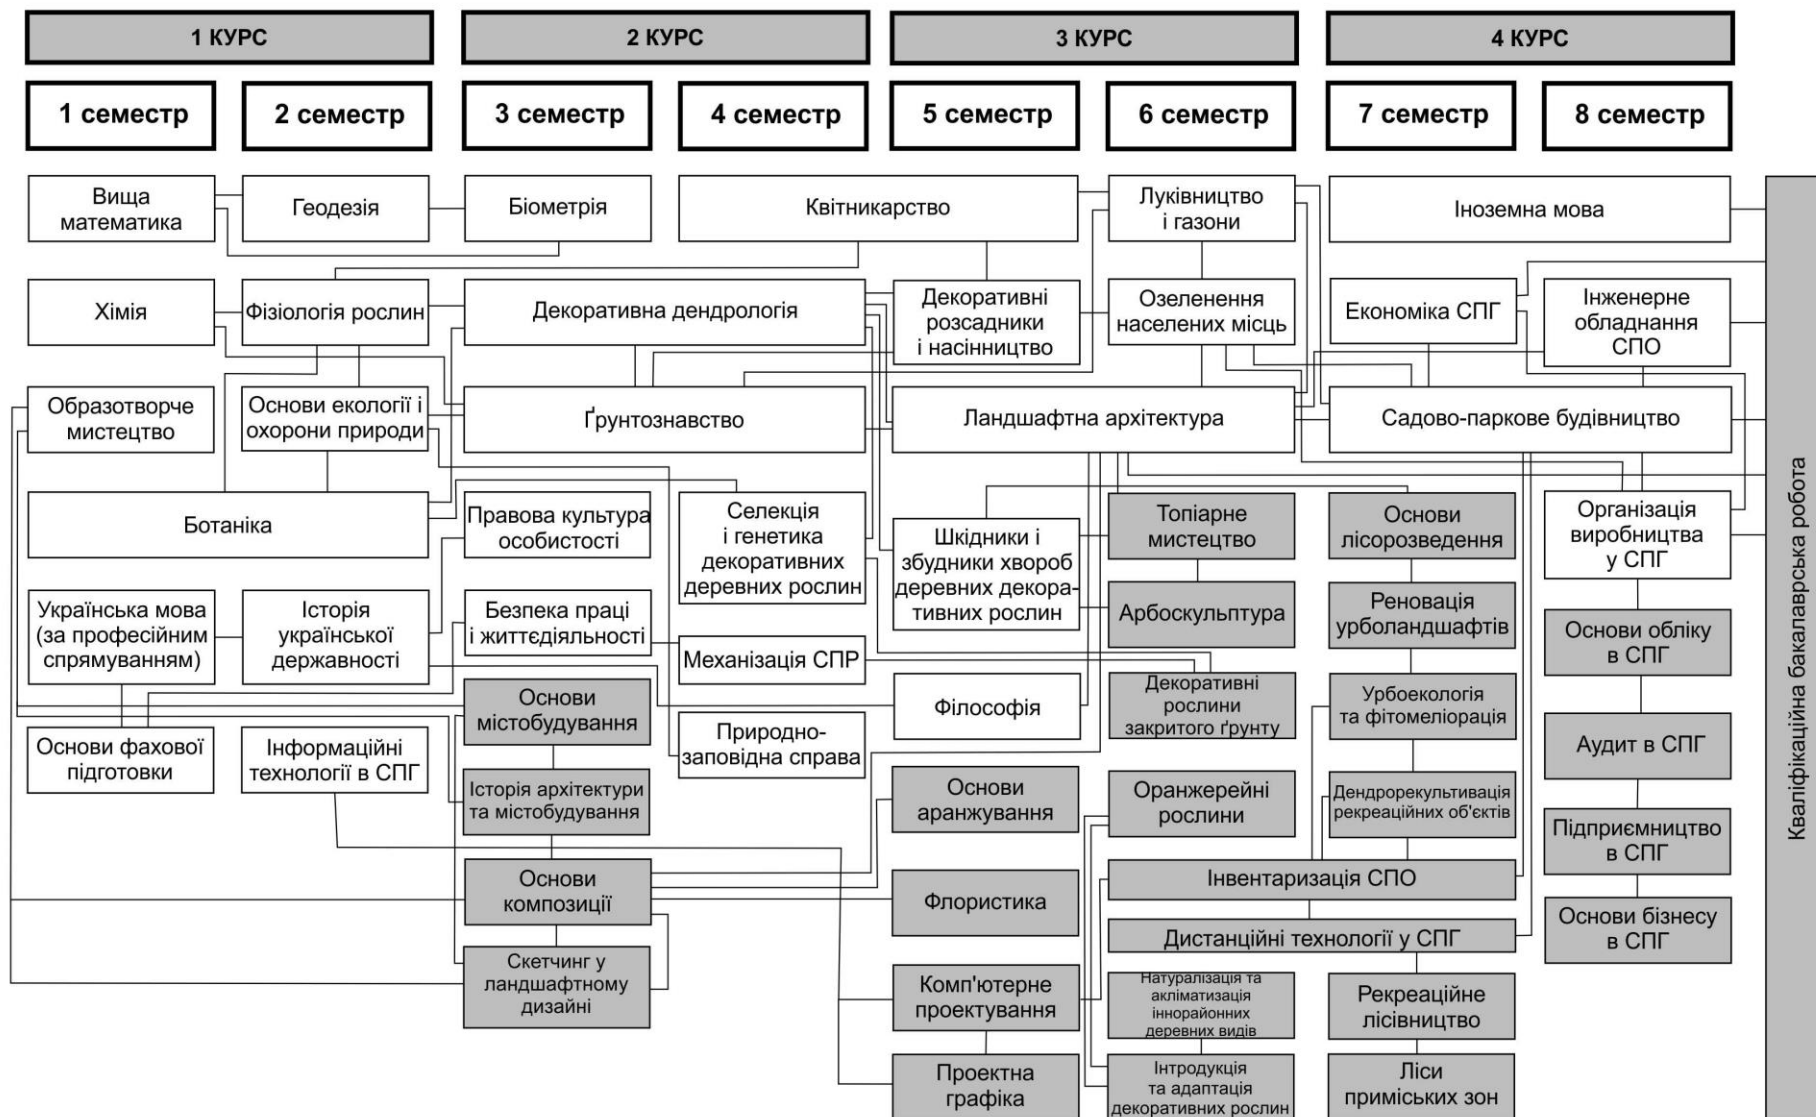 1 КУРС
2 КУРС
3 КУРС
4 КУРС
1 семестр
2 семестр
3 семестр
4 семестр
5 семестр
6 семестр
7 семестр
8 семестр
Вища
математика
Геодезія
Біометрія
Квітникарство
Луківництво
і газони
Іноземна мова
Хімія
Фізіологія рослин
Декоративна дендрологія
Декоративні
розсадники
і насінництво
Озеленення
населених місць
Економіка СПГ
Інженерне
обладнання
СПО
Образотворче
мистецтво
Основи екології і
охорони природи
Ґрунтознавство
Ландшафтна архітектура
Садово-паркове будівництво
Ботаніка
Правова культура
особистості
Селекція
і генетика
декоративних
деревних рослин
Шкідники і
збудники хвороб
деревних декора-
тивних рослин
Топіарне
мистецтво
Основи
лісорозведення
Організація
виробництва
у СПГ
Українська мова
(за професійним
спрямуванням)
Історія
української
державності
Безпека праці
і життєдіяльності
Механізація СПР
Арбоскульптура
Реновація
урболандшафтів
Основи обліку
в СПГ
Основи
містобудування
Філософія
Декоративні
рослини
закритого ґрунту
Урбоекологія
та фітомеліорація
Основи фахової
підготовки
Інформаційні
технології в СПГ
Природно-
заповідна справа
Аудит в СПГ
Історія архітектури
та містобудування
Основи
аранжування
Оранжерейні
рослини
Дендрорекультивація
рекреаційних об'єктів
Підприємництво
в СПГ
Основи
композиції
Флористика
Інвентаризація СПО
Основи бізнесу
в СПГ
Дистанційні технології у СПГ
Скетчинг у
ландшафтному
дизайні
Комп'ютерне
проектування
Натуралізація та
акліматизація
іннорайонних
деревних видів
Рекреаційне
лісівництво
Проектна
графіка
Інтродукція
та адаптація
декоративних рослин
Ліси
приміських зон
Кваліфікаційна бакалаврська робота